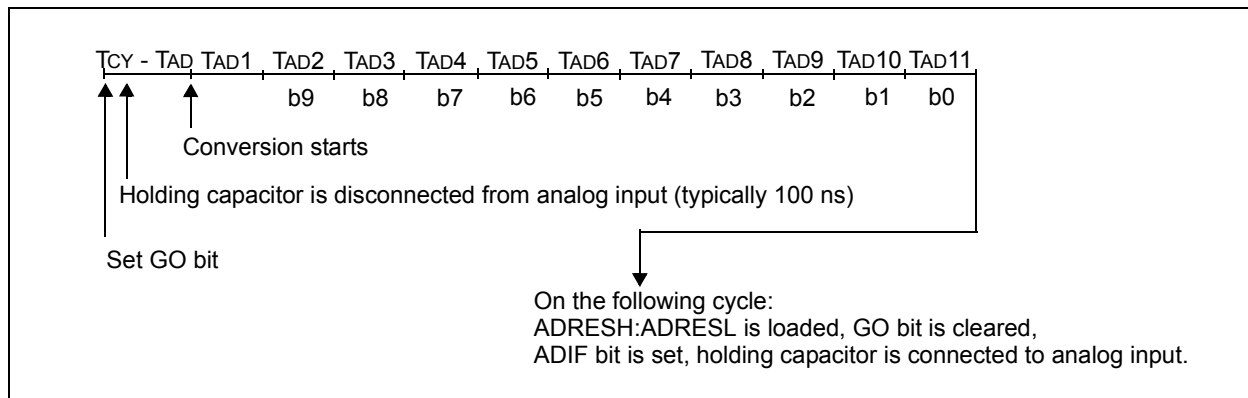 TCY - TAD TAD1 TAD2 TAD3 TAD4 TAD5 TAD6 TAD7 TAD8 TAD9 TAD10 TAD11
b9 b8 b7 b6 b5 b4 b3 b2 b1 b0
Conversion starts
Holding capacitor is disconnected from analog input (typically 100 ns)
Set GO bit
On the following cycle:
ADRESH:ADRESL is loaded, GO bit is cleared,
ADIF bit is set, holding capacitor is connected to analog input.